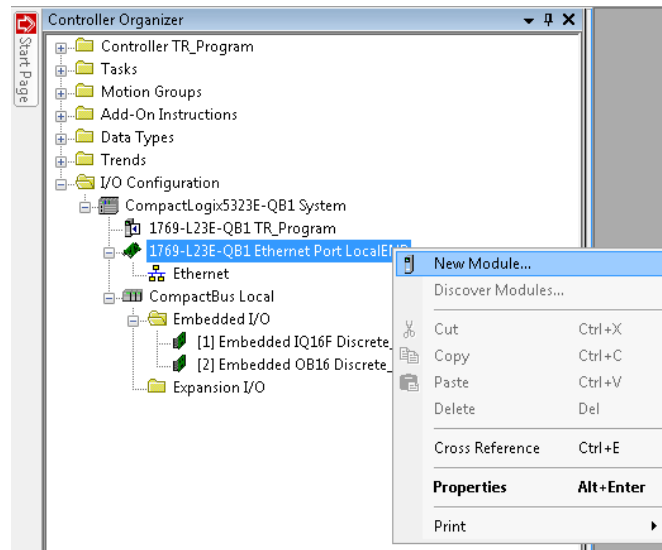 Controller Organizer
Start Page
Controller TR_Program
Tasks
Motion Groups
Add-On Instructions
Data Types
Trends
I/O Configuration
CompactLogix5323E-QB1 System
1769-L23E-QB1 TR_Program
1769-L23E-QB1 Ethernet Port LocalENB
Ethernet
CompactBus Local
Embedded I/O
[1] Embedded IQ16F Discrete_
[2] Embedded OB16 Discrete_
Expansion I/O
New Module...
Discover Modules...
Cut Ctrl+X
Copy Ctrl+C
Paste Ctrl+V
Delete Del
Cross Reference Ctrl+E
Properties Alt+Enter
Print